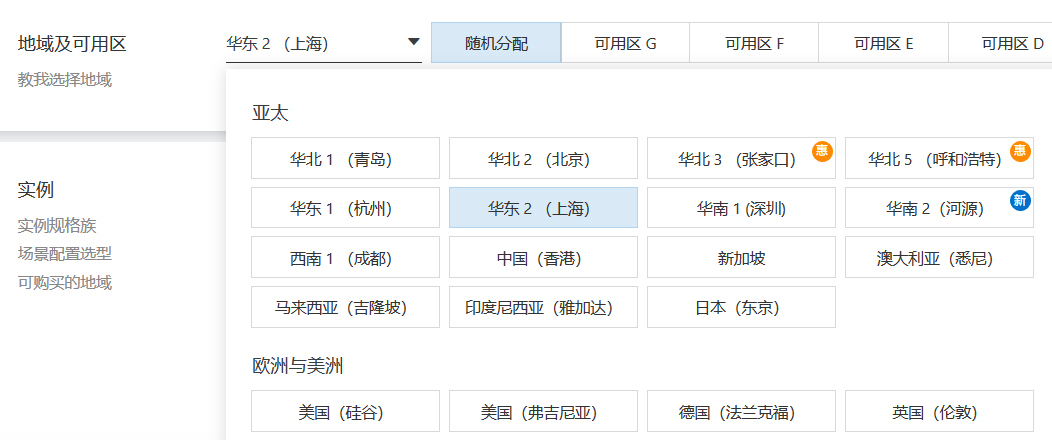 地域及可用区
教我选择地域
华东 2 （上海）
随机分配
可用区 G
可用区 F
可用区 E
可用区 D
亚太
华北 1 （青岛）
华北 2 （北京）
华北 3 （张家口）
惠
华北 5 （呼和浩特）
惠
华东 1 （杭州）
华东 2 （上海）
华南 1 (深圳)
华南 2（河源）
新
西南 1 （成都）
中国（香港）
新加坡
澳大利亚（悉尼）
马来西亚（吉隆坡）
印度尼西亚（雅加达）
日本（东京）
欧洲与美洲
美国（硅谷）
美国（弗吉尼亚）
德国（法兰克福）
英国（伦敦）
实例
实例规格族
场景配置选型
可购买的地域